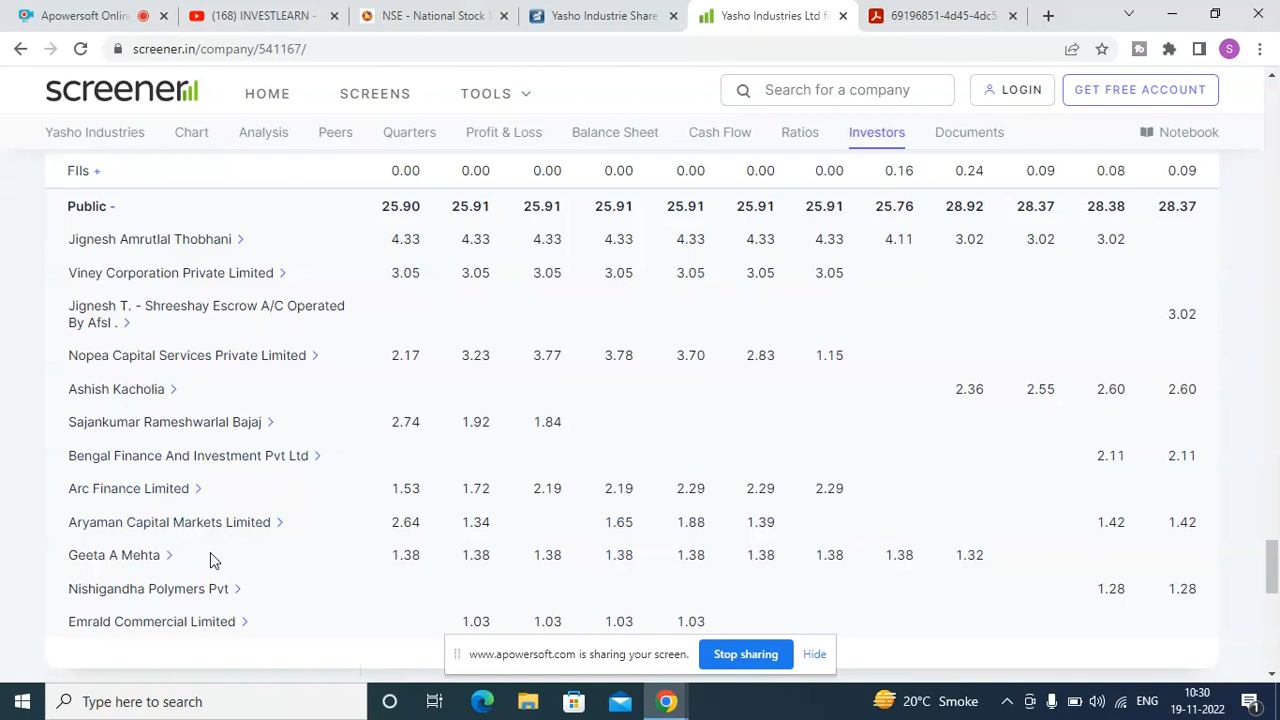 Apowersoft Online
(168) INVESTLEARN -
NSE - National Stock
Yasho Industrie Share
Yasho Industries Ltd fi
69196851-4d45-4dc5
screener.in/company/541167/
S
screener
HOME
SCREENS
TOOLS
Search for a company
LOGIN
GET FREE ACCOUNT
Yasho Industries Chart Analysis Peers Quarters Profit & Loss Balance Sheet Cash Flow Ratios Investors Documents Notebook
FIIs + 0.00 0.00 0.00 0.00 0.00 0.00 0.00 0.16 0.24 0.09 0.08 0.09
Public - 25.90 25.91 25.91 25.91 25.91 25.91 25.91 25.76 28.92 28.37 28.38 28.37
Jignesh Amrutlal Thobhani 4.33 4.33 4.33 4.33 4.33 4.33 4.33 4.11 3.02 3.02 3.02
Viney Corporation Private Limited 3.05 3.05 3.05 3.05 3.05 3.05 3.05
Jignesh T. - Shreeshay Escrow A/C Operated
By Afsl . 3.02
Nopea Capital Services Private Limited 2.17 3.23 3.77 3.78 3.70 2.83 1.15
Ashish Kacholia 2.36 2.55 2.60 2.60
Sajankumar Rameshwarlal Bajaj 2.74 1.92 1.84
Bengal Finance And Investment Pvt Ltd 2.11 2.11
Arc Finance Limited 1.53 1.72 2.19 2.19 2.29 2.29 2.29
Aryaman Capital Markets Limited 2.64 1.34 1.65 1.88 1.39 1.42 1.42
Geeta A Mehta 1.38 1.38 1.38 1.38 1.38 1.38 1.38 1.38 1.32
Nishigandha Polymers Pvt 1.28 1.28
Emrald Commercial Limited 1.03 1.03 1.03 1.03
www.apowersoft.com is sharing your screen.
Stop sharing
Hide
Type here to search
20°C Smoke
ENG
10:30
19-11-2022
1